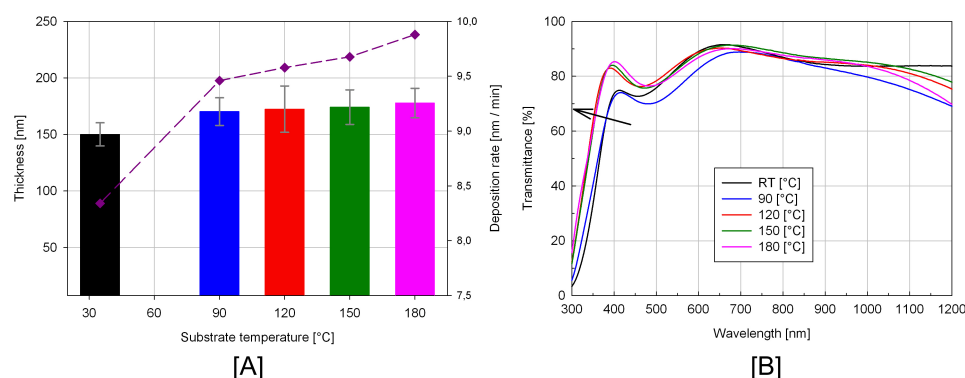 250
200
150
100
50
Thickness [nm]
30
60
90
120
150
180
Substrate temperature [°C]
10,0
9,5
9,0
8,5
8,0
7,5
Deposition rate [nm / min]
[A]
100
80
60
40
20
0
Transmittance [%]
RT [°C]
90 [°C]
120 [°C]
150 [°C]
180 [°C]
300
400
500
600
700
800
900
1000
1100
1200
Wavelength [nm]
[B]